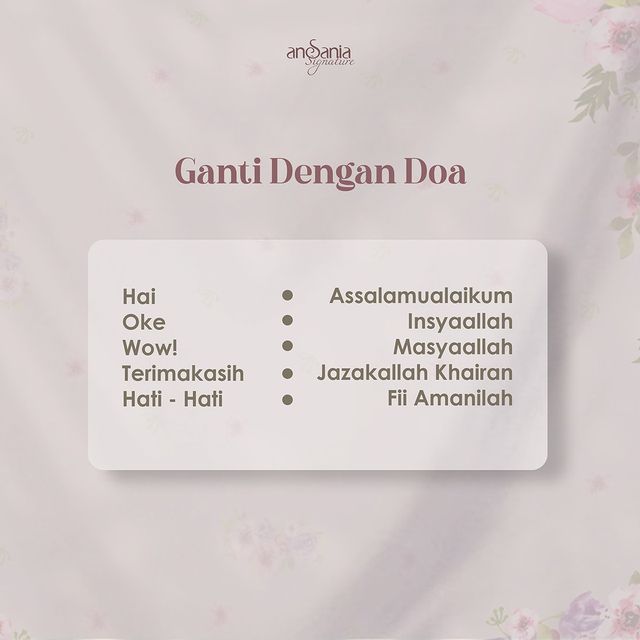 anSania
Signature
Ganti Dengan Doa
Hai • Assalamualaikum
Oke • Insyaallah
Wow! • Masyaallah
Terimakasih • Jazakallah Khairan
Hati - Hati • Fii Amanilah